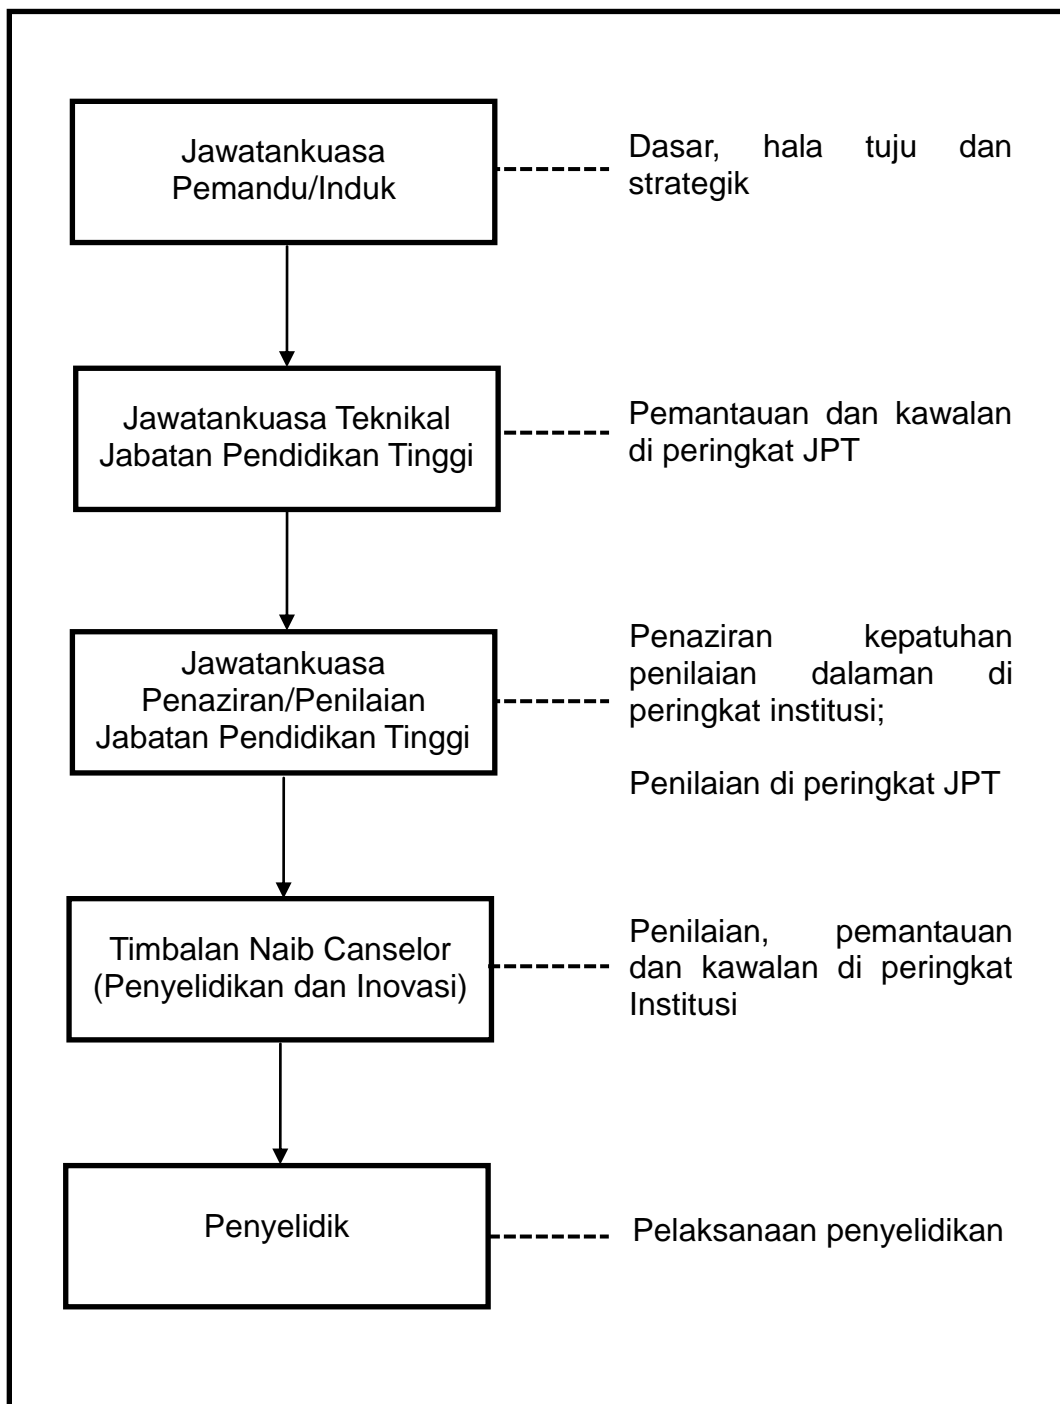 Jawatankuasa
Pemandu/Induk
Dasar, hala tuju dan
strategik
Jawatankuasa Teknikal
Jabatan Pendidikan Tinggi
Pemantauan dan kawalan
di peringkat JPT
Jawatankuasa
Penaziran/Penilaian
Jabatan Pendidikan Tinggi
Penaziran kepatuhan
penilaian dalaman di
peringkat institusi;
Penilaian di peringkat JPT
Timbalan Naib Canselor
(Penyelidikan dan Inovasi)
Penilaian, pemantauan
dan kawalan di peringkat
Institusi
Penyelidik
Pelaksanaan penyelidikan